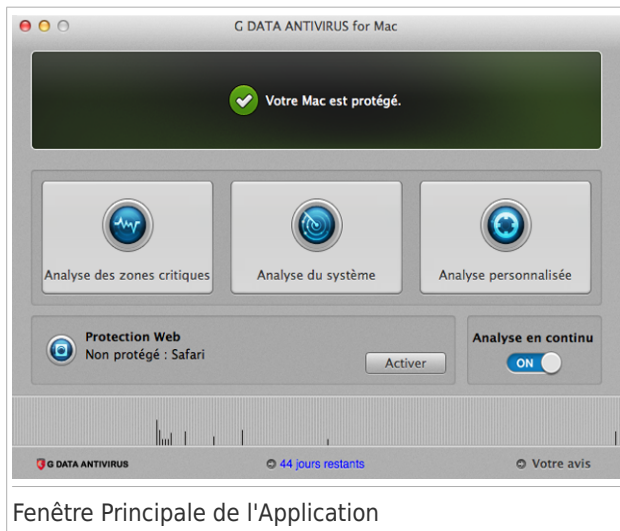 G DATA ANTIVIRUS for Mac
Votre Mac est protégé.
Analyse des zones critiques
Analyse du système
Analyse personnalisée
Protection Web
Non protégé : Safari
Activer
Analyse en continu
ON
G DATA ANTIVIRUS
44 jours restants
Votre avis
Fenêtre Principale de l'Application